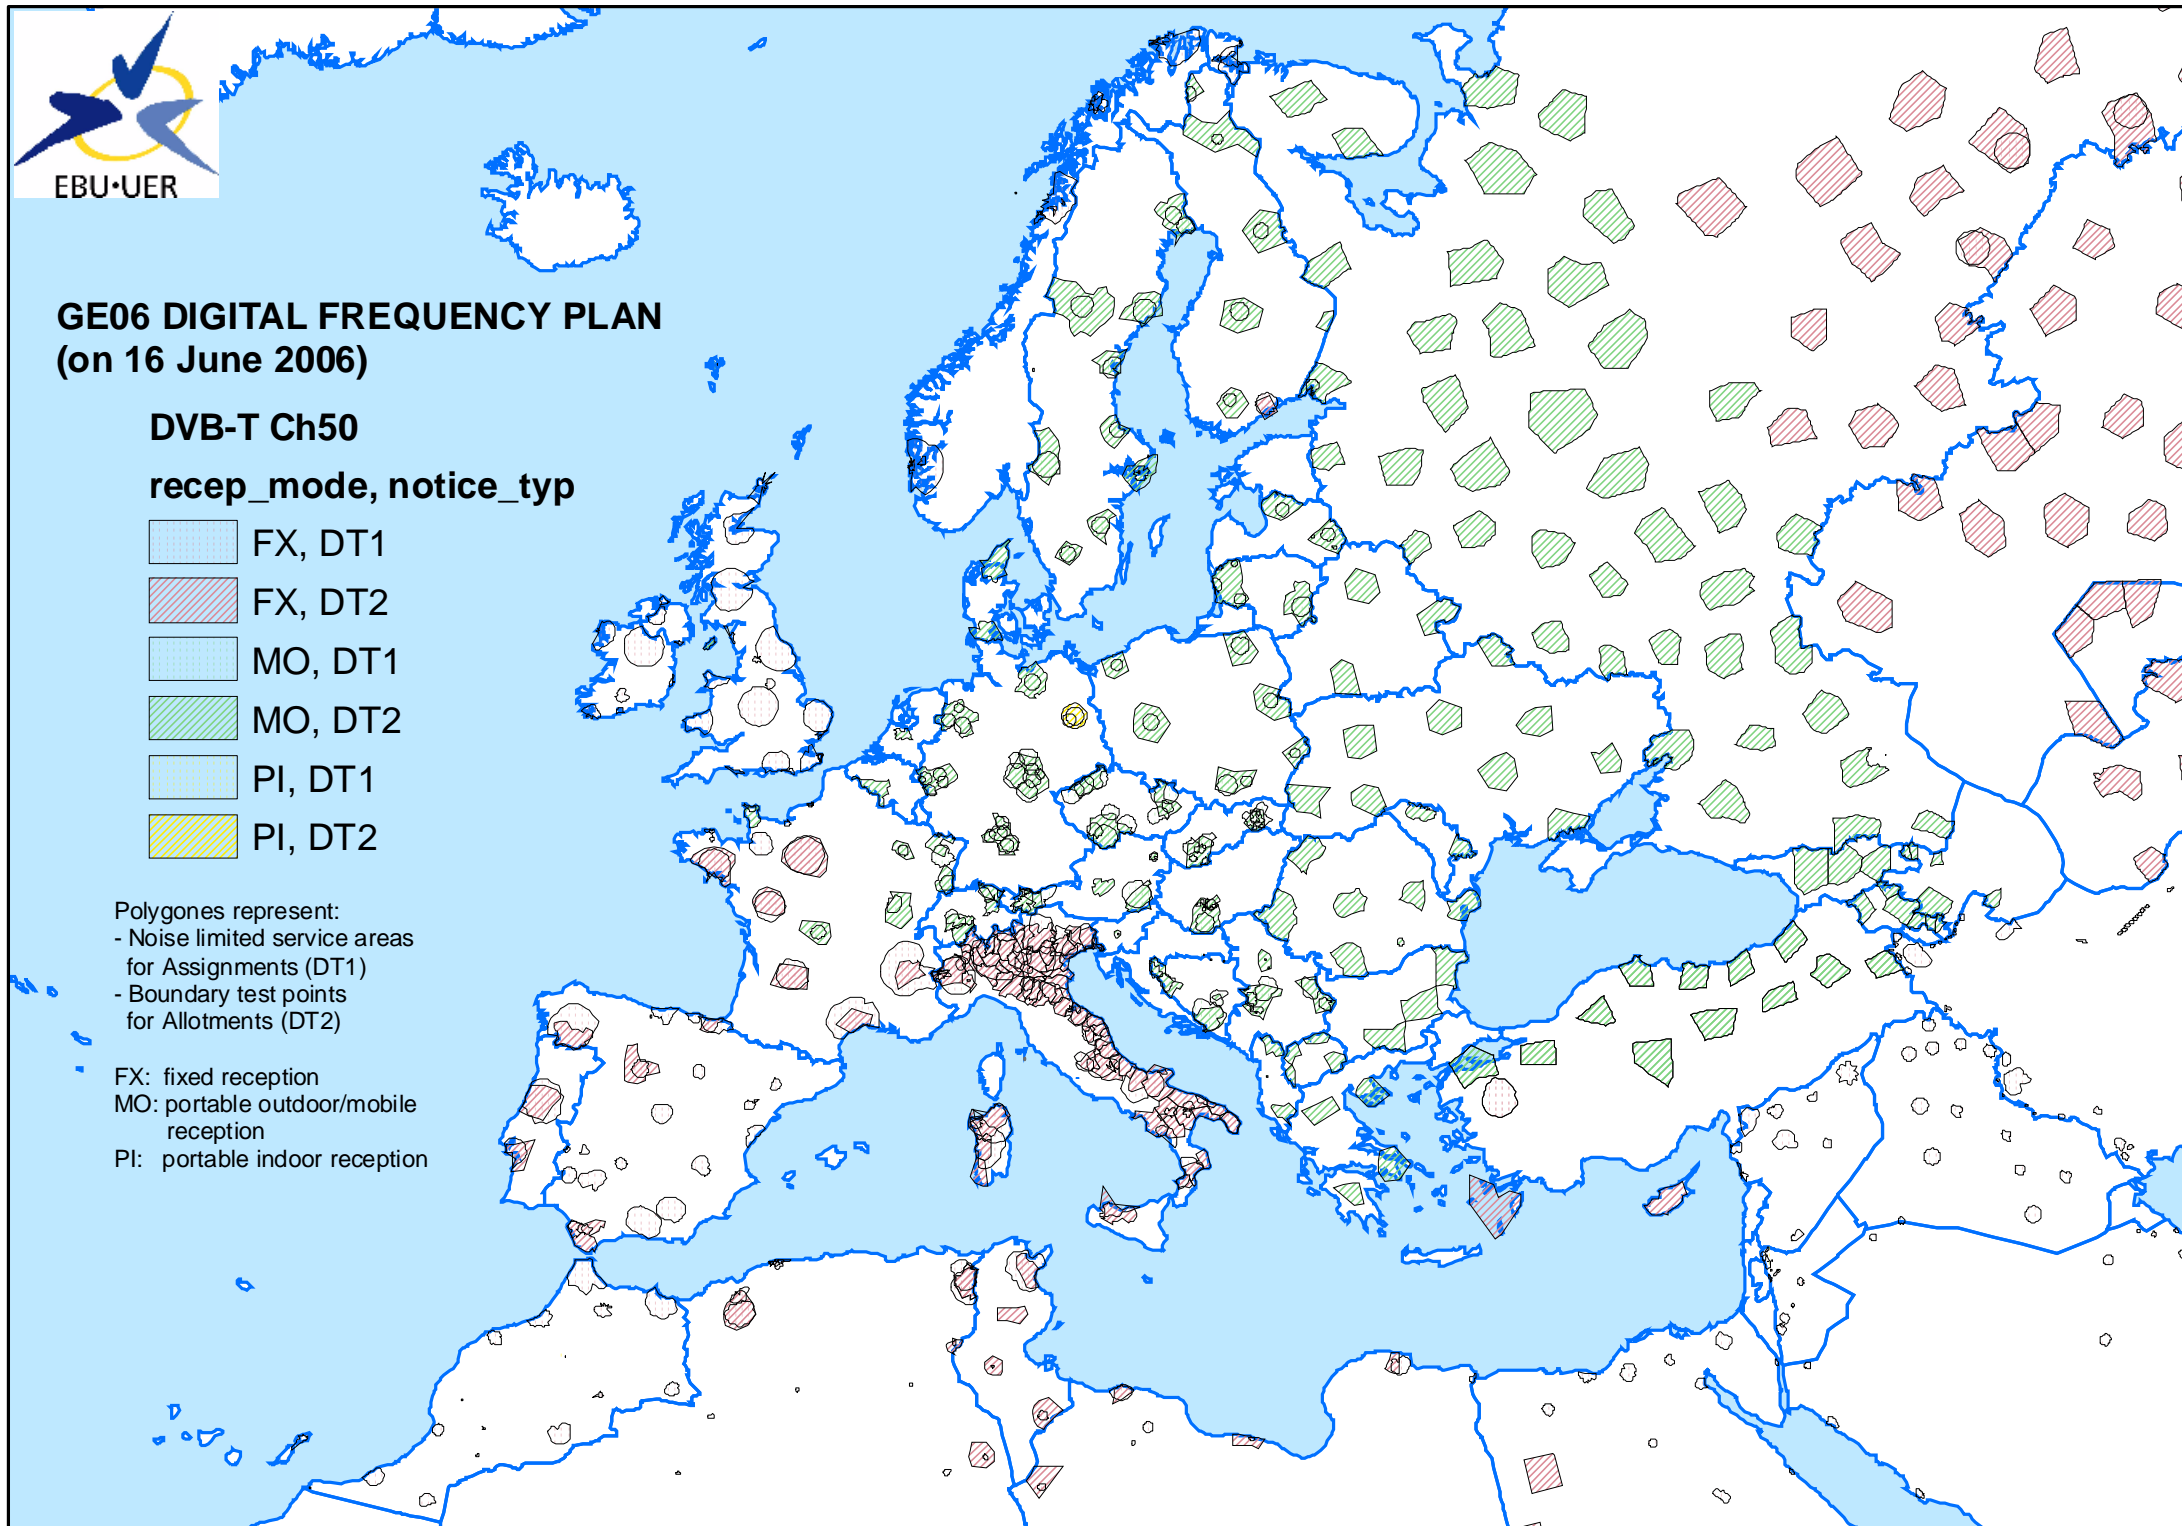 EBU•UER
GE06 DIGITAL FREQUENCY PLAN
(on 16 June 2006)
DVB-T Ch50
recep_mode, notice_typ
FX, DT1
FX, DT2
MO, DT1
MO, DT2
PI, DT1
PI, DT2
Polygones represent:
- Noise limited service areas
for Assignments (DT1)
- Boundary test points
for Allotments (DT2)
FX: fixed reception
MO: portable outdoor/mobile
reception
PI: portable indoor reception